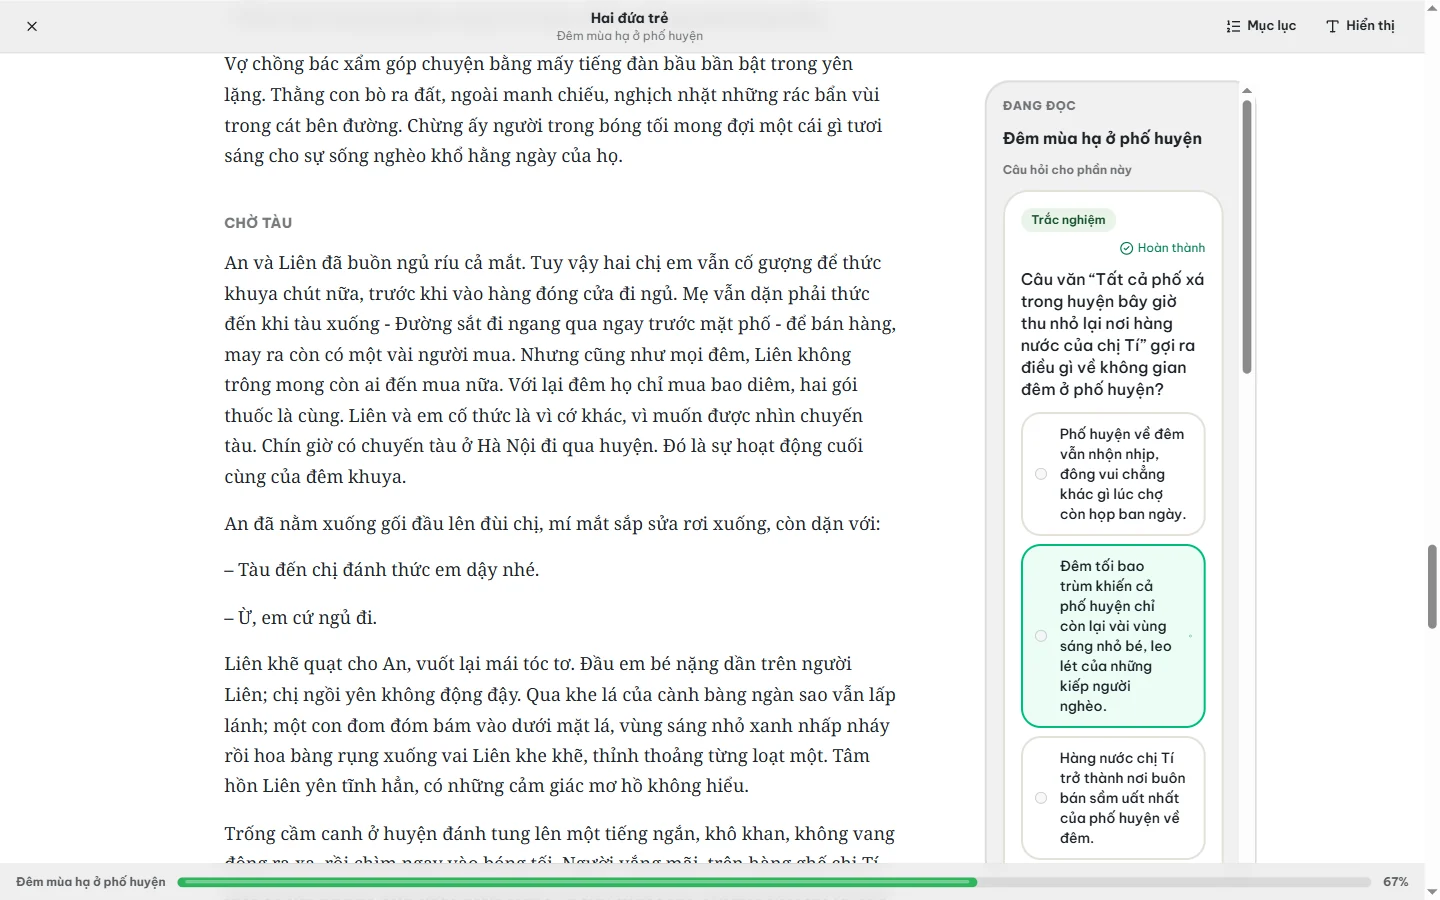 Hai đứa trẻ
Đêm mùa hạ ở phố huyện
Mục lục
Hiển thị
Vợ chồng bác xẩm góp chuyện bằng mấy tiếng đàn bầu bần bật trong yên
lặng. Thằng con bò ra đất, ngoài manh chiếu, nghịch nhặt những rác bẩn vùi
trong cát bên đường. Chừng ấy người trong bóng tối mong đợi một cái gì tươi
sáng cho sự sống nghèo khổ hằng ngày của họ.
CHỜ TÀU
An và Liên đã buồn ngủ ríu cả mắt. Tuy vậy hai chị em vẫn cố gượng để thức
khuya chút nữa, trước khi vào hàng đóng cửa đi ngủ. Mẹ vẫn dặn phải thức
đến khi tàu xuống - Đường sắt đi ngang qua ngay trước mặt phố - để bán hàng,
may ra còn có một vài người mua. Nhưng cũng như mọi đêm, Liên không
trông mong còn ai đến mua nữa. Với lại đêm họ chỉ mua bao diêm, hai gói
thuốc là cùng. Liên và em cố thức là vì cớ khác, vì muốn được nhìn chuyến
tàu. Chín giờ có chuyến tàu ở Hà Nội đi qua huyện. Đó là sự hoạt động cuối
cùng của đêm khuya.
An đã nằm xuống gối đầu lên đùi chị, mí mắt sắp sửa rơi xuống, còn dặn với:
– Tàu đến chị đánh thức em dậy nhé.
– Ừ, em cứ ngủ đi.
Liên khẽ quạt cho An, vuốt lại mái tóc tơ. Đầu em bé nặng dần trên người
Liên; chị ngồi yên không động đậy. Qua khe lá của cành bàng ngàn sao vẫn lấp
lánh; một con đom đóm bám vào dưới mặt lá, vùng sáng nhỏ xanh nhấp nháy
rồi hoa bàng rụng xuống vai Liên khe khẽ, thỉnh thoảng từng loạt một. Tâm
hồn Liên yên tĩnh hẳn, có những cảm giác mơ hồ không hiểu.
Trống cầm canh ở huyện đánh tung lên một tiếng ngắn, khô khan, không vang
động ra xa, rồi chìm ngay vào bóng tối. Người vắng mãi, trên hàng ghế chị Tí
ĐANG ĐỌC
Đêm mùa hạ ở phố huyện
Câu hỏi cho phần này
Trắc nghiệm
Hoàn thành
Câu văn “Tất cả phố xá
trong huyện bây giờ
thu nhỏ lại nơi hàng
nước của chị Tí” gợi ra
điều gì về không gian
đêm ở phố huyện?
Phố huyện về đêm
vẫn nhộn nhịp,
đông vui chẳng
khác gì lúc chợ
còn họp ban ngày.
Đêm tối bao
trùm khiến cả
phố huyện chỉ
còn lại vài vùng
sáng nhỏ bé, leo
lét của những
kiếp người
nghèo.
Hàng nước chị Tí
trở thành nơi buôn
bán sầm uất nhất
của phố huyện về
đêm.
Đêm mùa hạ ở phố huyện
67%